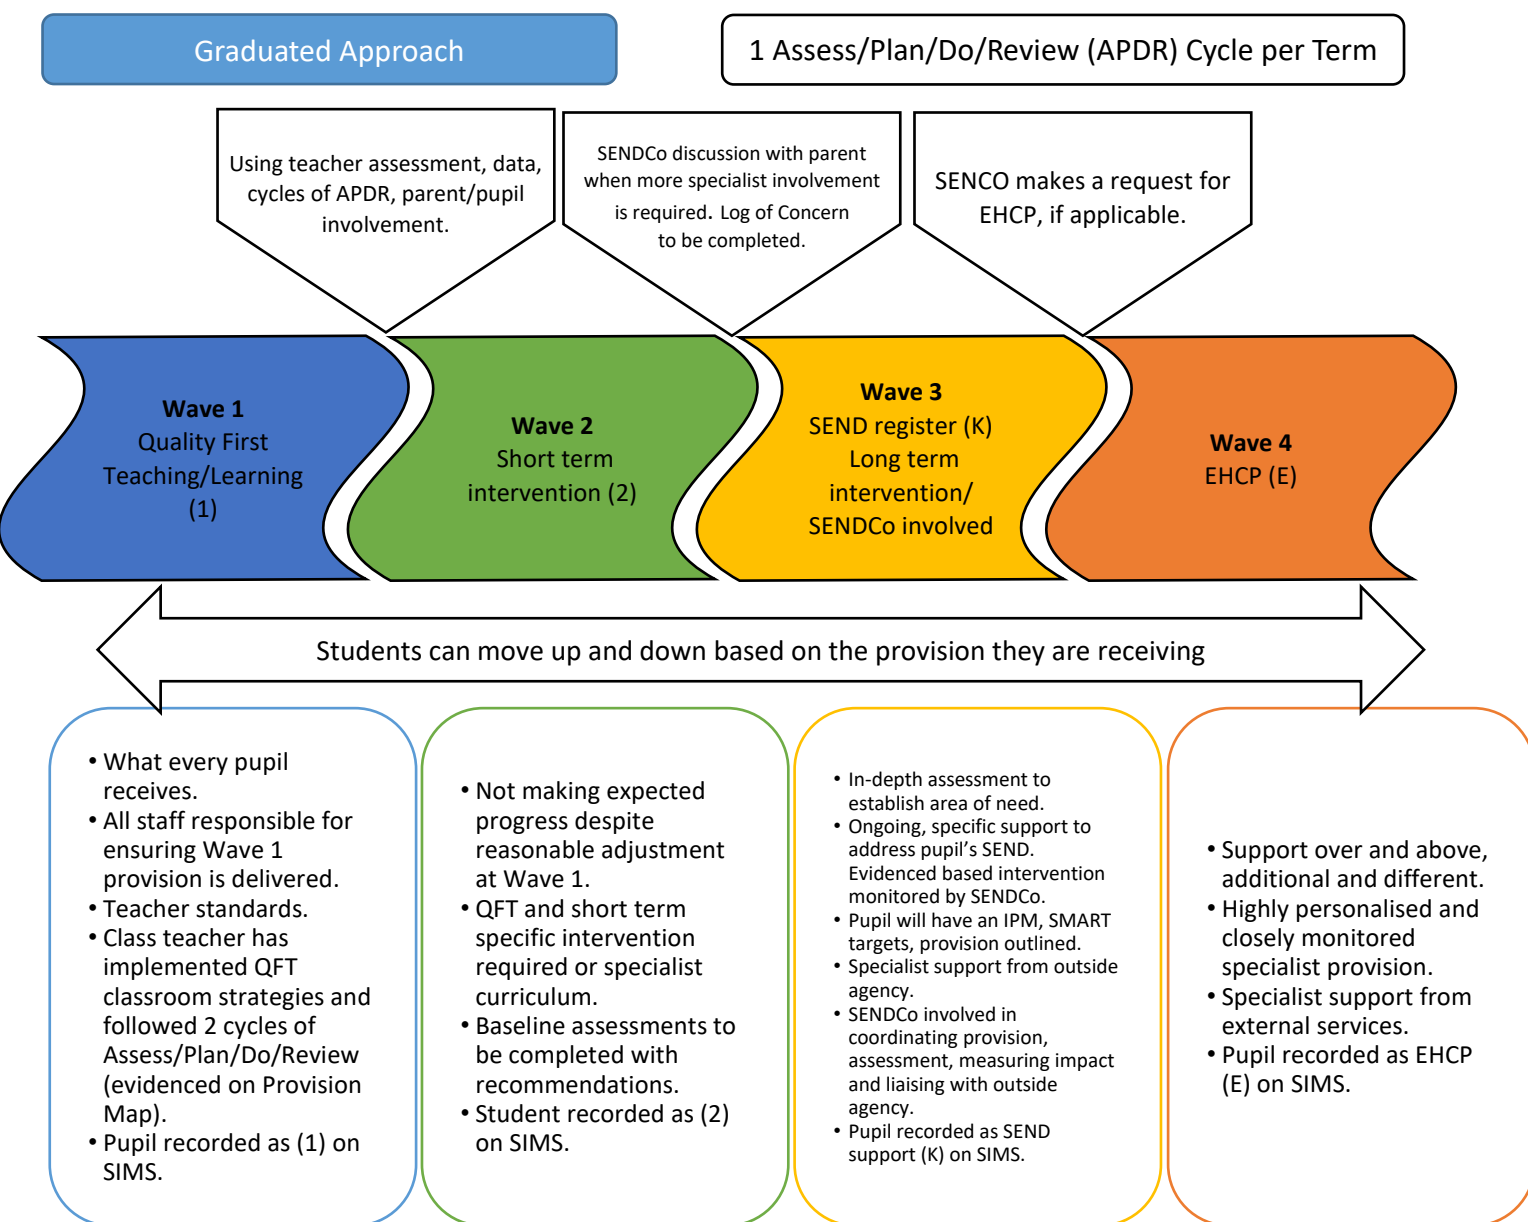 Graduated Approach
1 Assess/Plan/Do/Review (APDR) Cycle per Term
Using teacher assessment, data,
cycles of APDR, parent/pupil
involvement.
SENDCo discussion with parent
when more specialist involvement
is required. Log of Concern
to be completed.
SENCO makes a request for
EHCP, if applicable.
Wave 1
Quality First
Teaching/Learning
(1)
Wave 2
Short term
intervention (2)
Wave 3
SEND register (K)
Long term
intervention/
SENDCo involved
Wave 4
EHCP (E)
Students can move up and down based on the provision they are receiving
• What every pupil
receives.
• All staff responsible for
ensuring Wave 1
provision is delivered.
• Teacher standards.
• Class teacher has
implemented QFT
classroom strategies and
followed 2 cycles of
Assess/Plan/Do/Review
(evidenced on Provision
Map).
• Pupil recorded as (1) on
SIMS.
• Not making expected
progress despite
reasonable adjustment
at Wave 1.
• QFT and short term
specific intervention
required or specialist
curriculum.
• Baseline assessments to
be completed with
recommendations.
• Student recorded as (2)
on SIMS.
• In-depth assessment to
establish area of need.
• Ongoing, specific support to
address pupil’s SEND.
Evidenced based intervention
monitored by SENDCo.
• Pupil will have an IPM, SMART
targets, provision outlined.
• Specialist support from outside
agency.
• SENDCo involved in
coordinating provision,
assessment, measuring impact
and liaising with outside
agency.
• Pupil recorded as SEND
support (K) on SIMS.
• Support over and above,
additional and different.
• Highly personalised and
closely monitored
specialist provision.
• Specialist support from
external services.
• Pupil recorded as EHCP
(E) on SIMS.